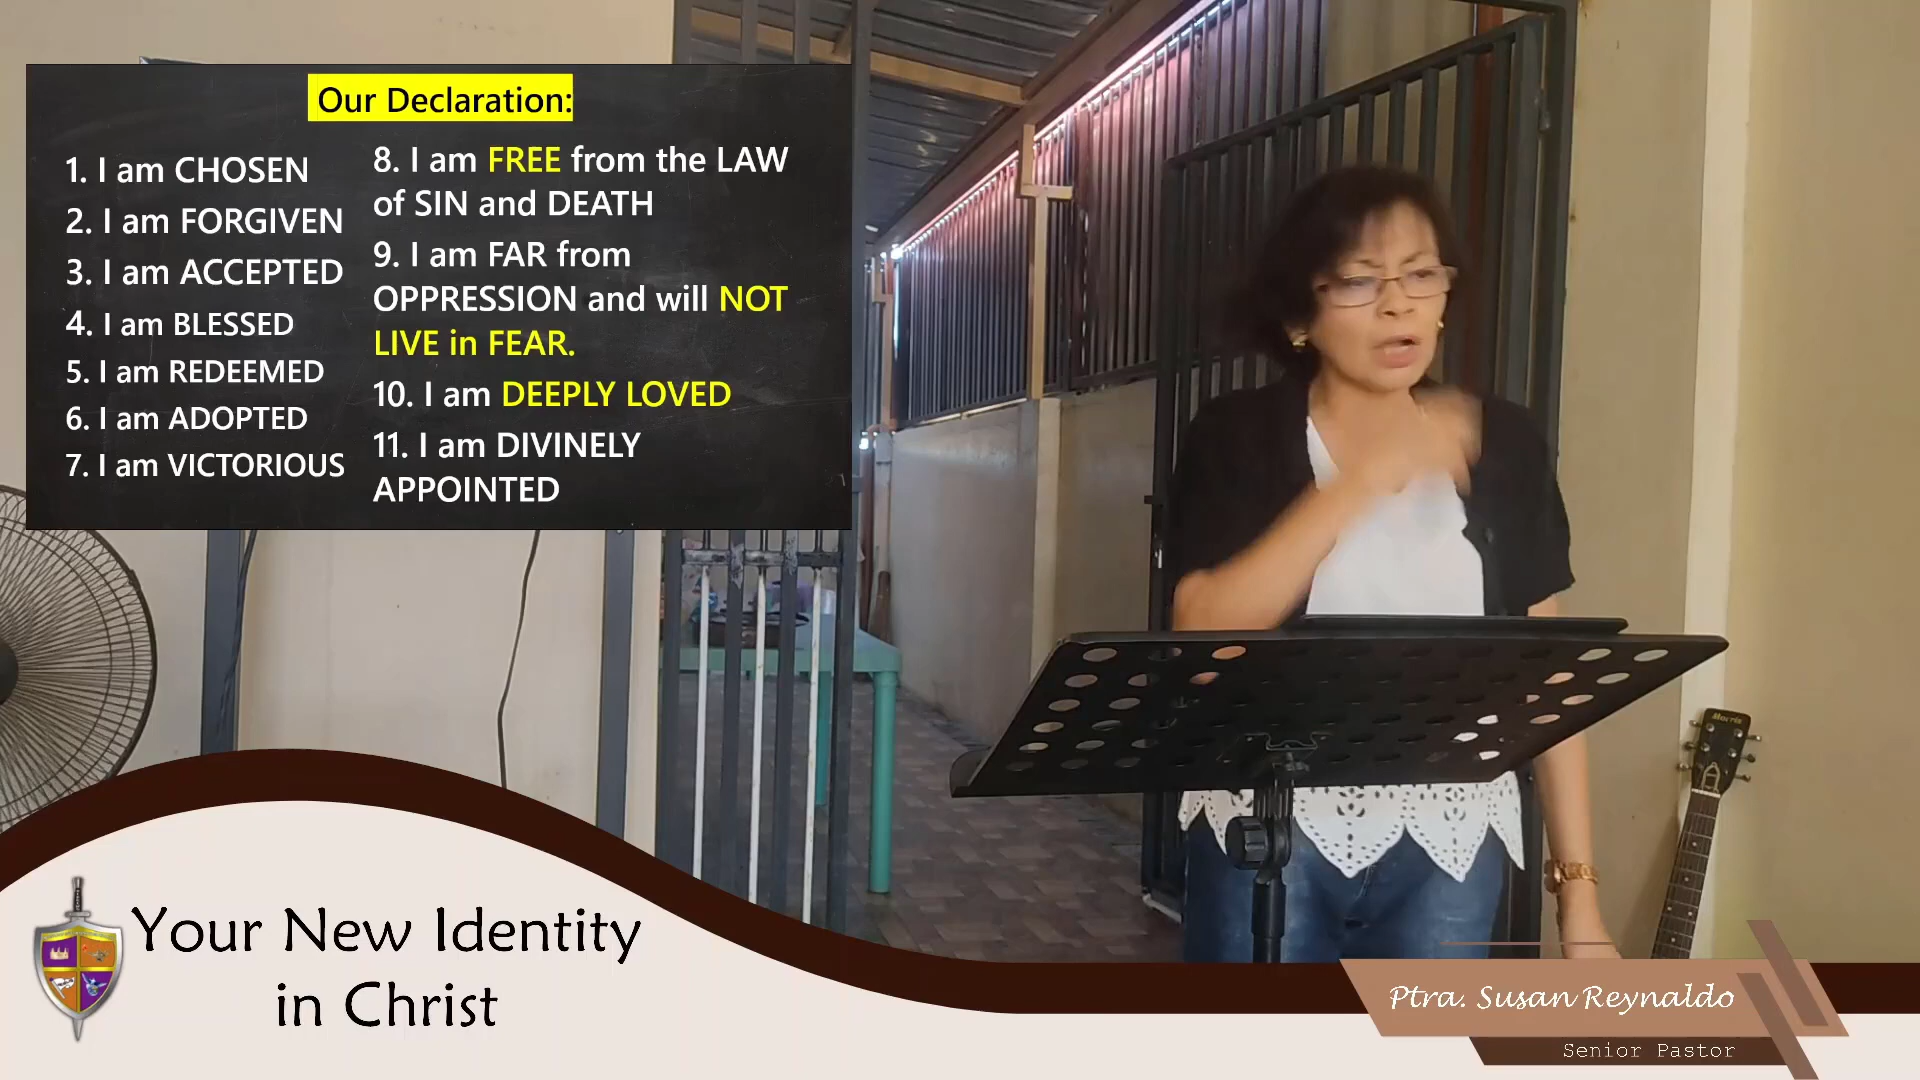 Our Declaration:
1. I am CHOSEN
2. I am FORGIVEN
3. I am ACCEPTED
4. I am BLESSED
5. I am REDEEMED
6. I am ADOPTED
7. I am VICTORIOUS
8. I am FREE from the LAW
of SIN and DEATH
9. I am FAR from
OPPRESSION and will NOT
LIVE in FEAR.
10. I am DEEPLY LOVED
11. I am DIVINELY
APPOINTED
Morris
Your New Identity
in Christ
Ptra. Susan Reynaldo
Senior Pastor